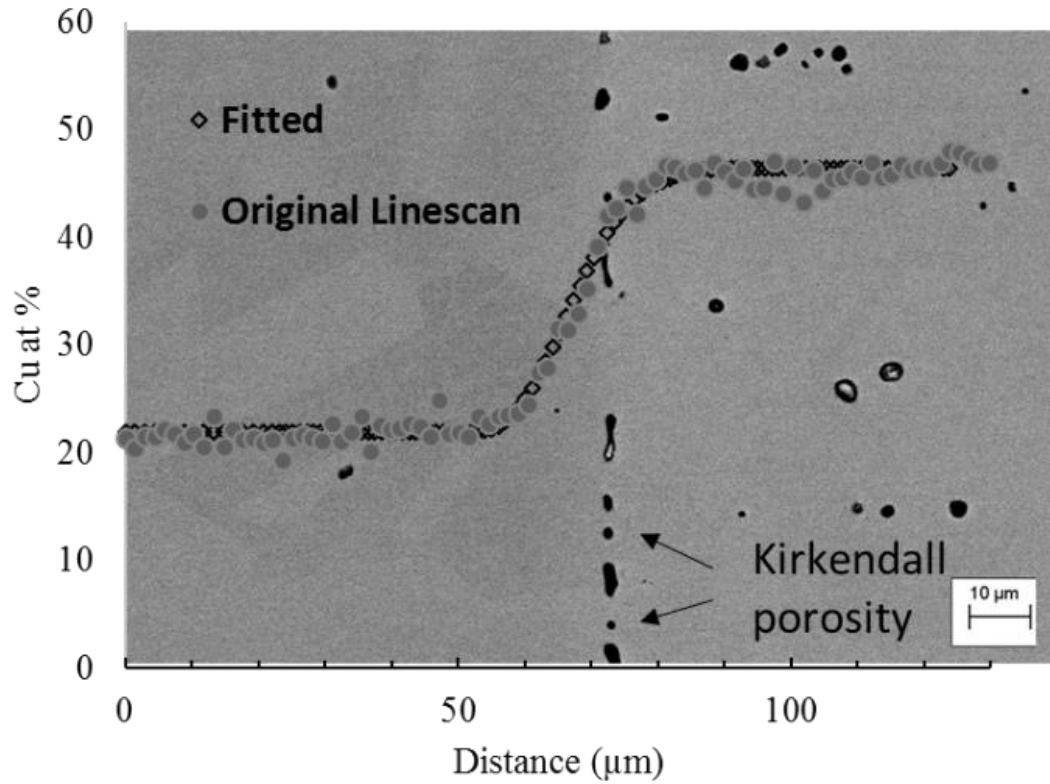 60
50
40
30
20
10
0
Cu at %
Fitted
Original Linescan
Kirkendall
porosity
10 µm
0
50
100
Distance (µm)